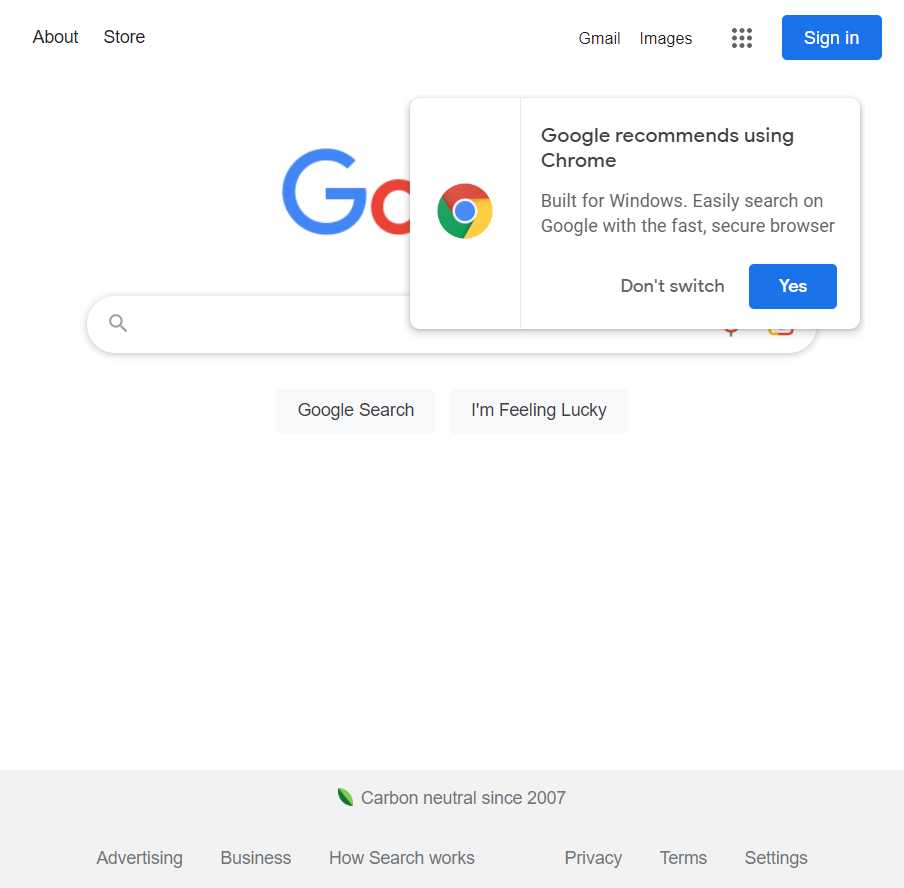 About Store
Gmail Images
Sign in
Google recommends using
Chrome
Built for Windows. Easily search on
Google with the fast, secure browser
Don't switch
Yes
Go
Google Search
I'm Feeling Lucky
Carbon neutral since 2007
Advertising Business How Search works
Privacy Terms Settings